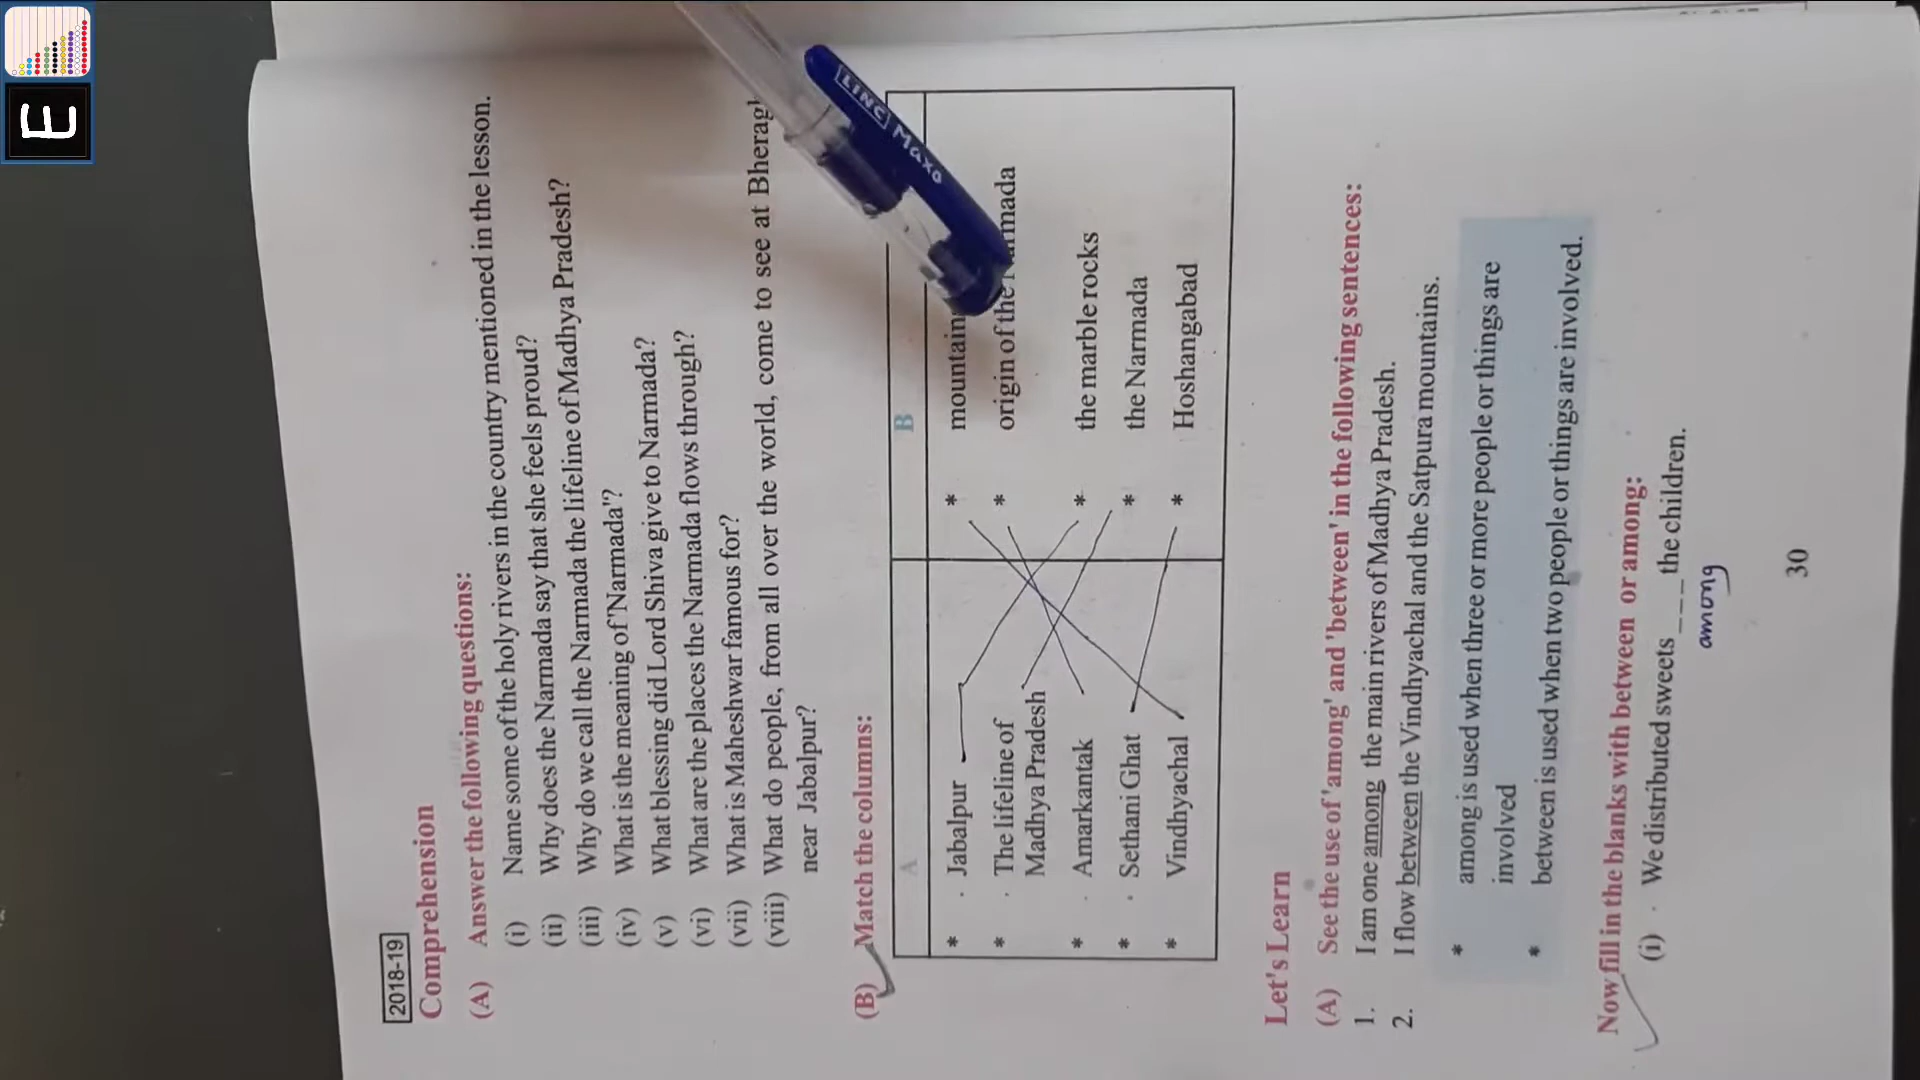 E
LINC Maxo
2018-19
Comprehension
(A) Answer the following questions:
(i) Name some of the holy rivers in the country mentioned in the lesson.
(ii) Why does the Narmada say that she feels proud?
(iii) Why do we call the Narmada the lifeline of Madhya Pradesh?
(iv) What is the meaning of 'Narmada'?
(v) What blessing did Lord Shiva give to Narmada?
(vi) What are the places the Narmada flows through?
(vii) What is Maheshwar famous for?
(viii) What do people, from all over the world, come to see at
near Jabalpur?
(B) Match the columns:
A B
* Jabalpur * 
* The lifeline of * origin of the
Madhya Pradesh
* Amarkantak * the marble rocks
* Sethani Ghat * the Narmada
* Vindhyachal * Hoshangabad
Let's Learn
(A) See the use of 'among' and 'between' in the following sentences:
1. I am one among the main rivers of Madhya Pradesh.
2. I flow between the Vindhyachal and the Satpura mountains.
* among is used when three or more people or things are
involved
* between is used when two people or things are involved.
Now fill in the blanks with between or among:
(i) We distributed sweets ____ the children.
among
30